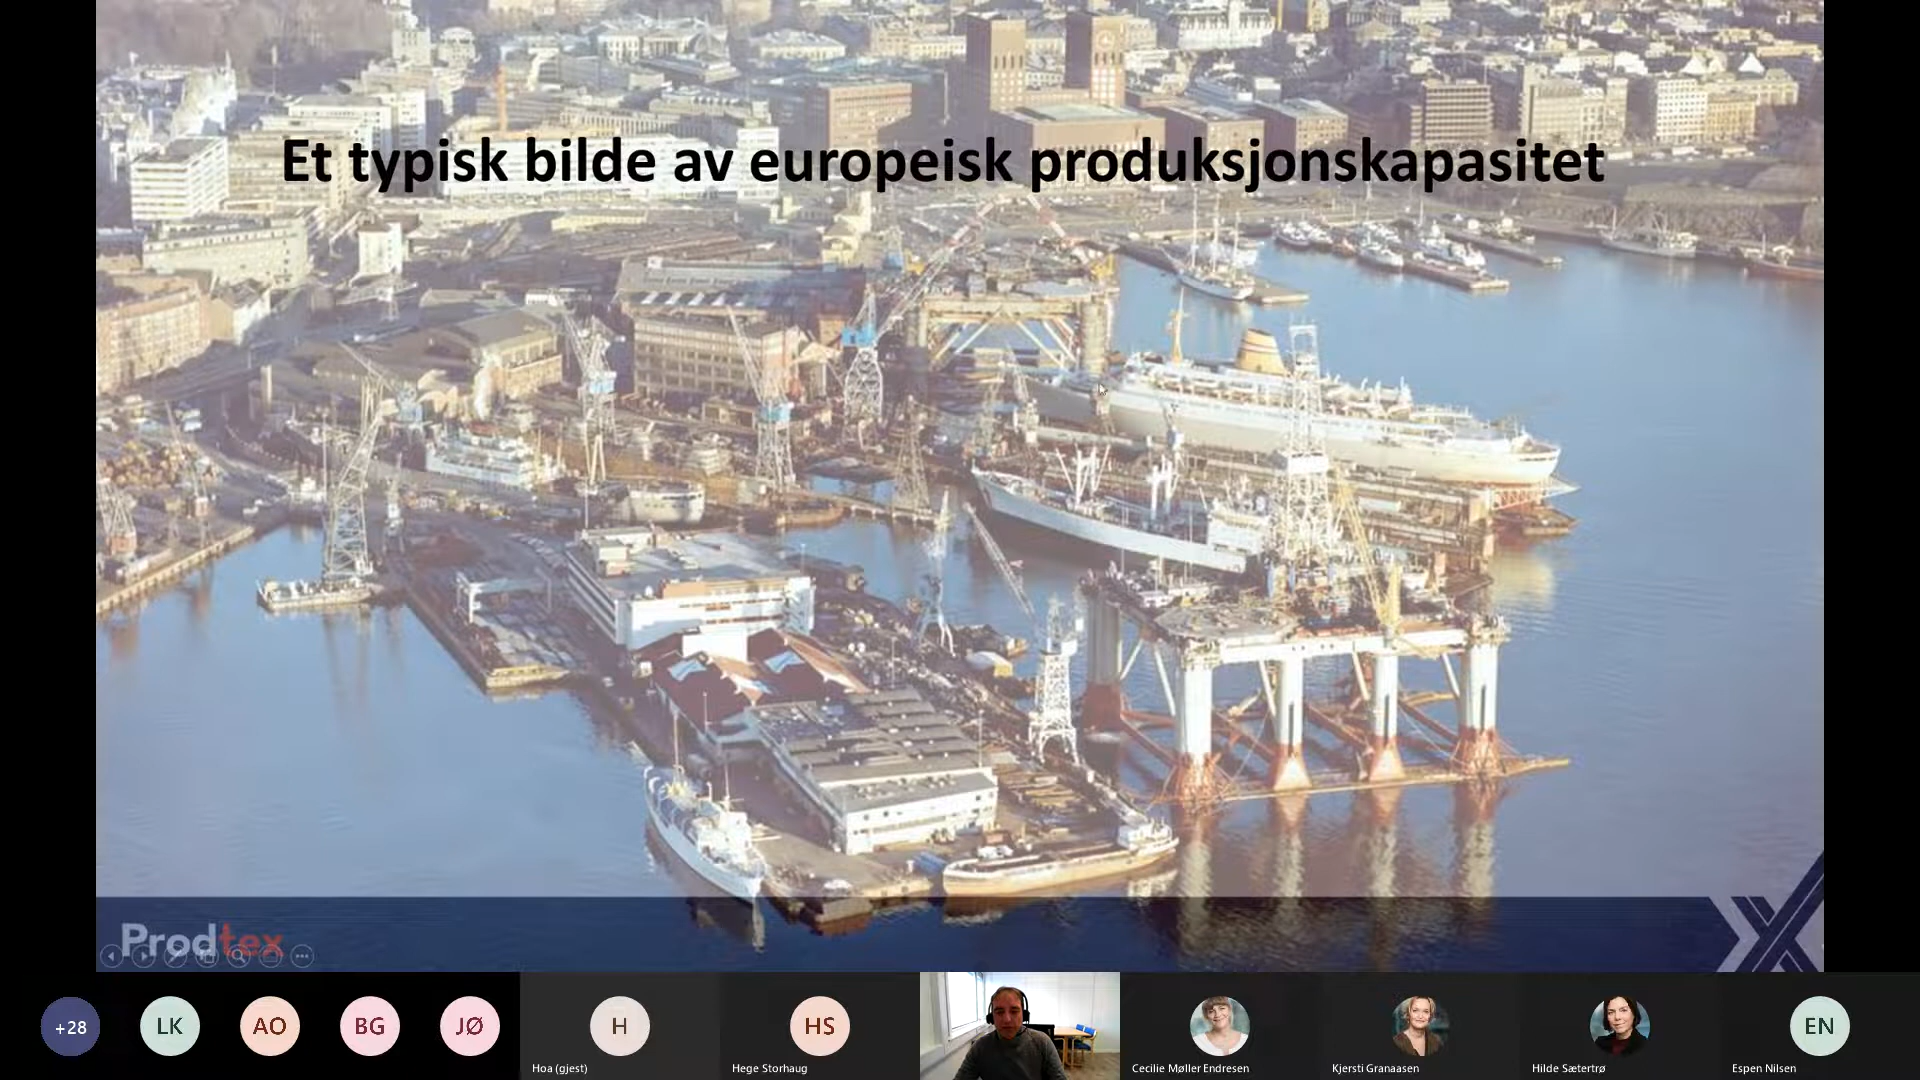 Et typisk bilde av europeisk produksjonskapasitet
Prodtex
+28
LK
AO
BG
JØ
H
HS
EN
Hoa (gjest)
Hege Storhaug
Cecilie Møller Endresen
Kjersti Granaasen
Hilde Sætertrø
Espen Nilsen